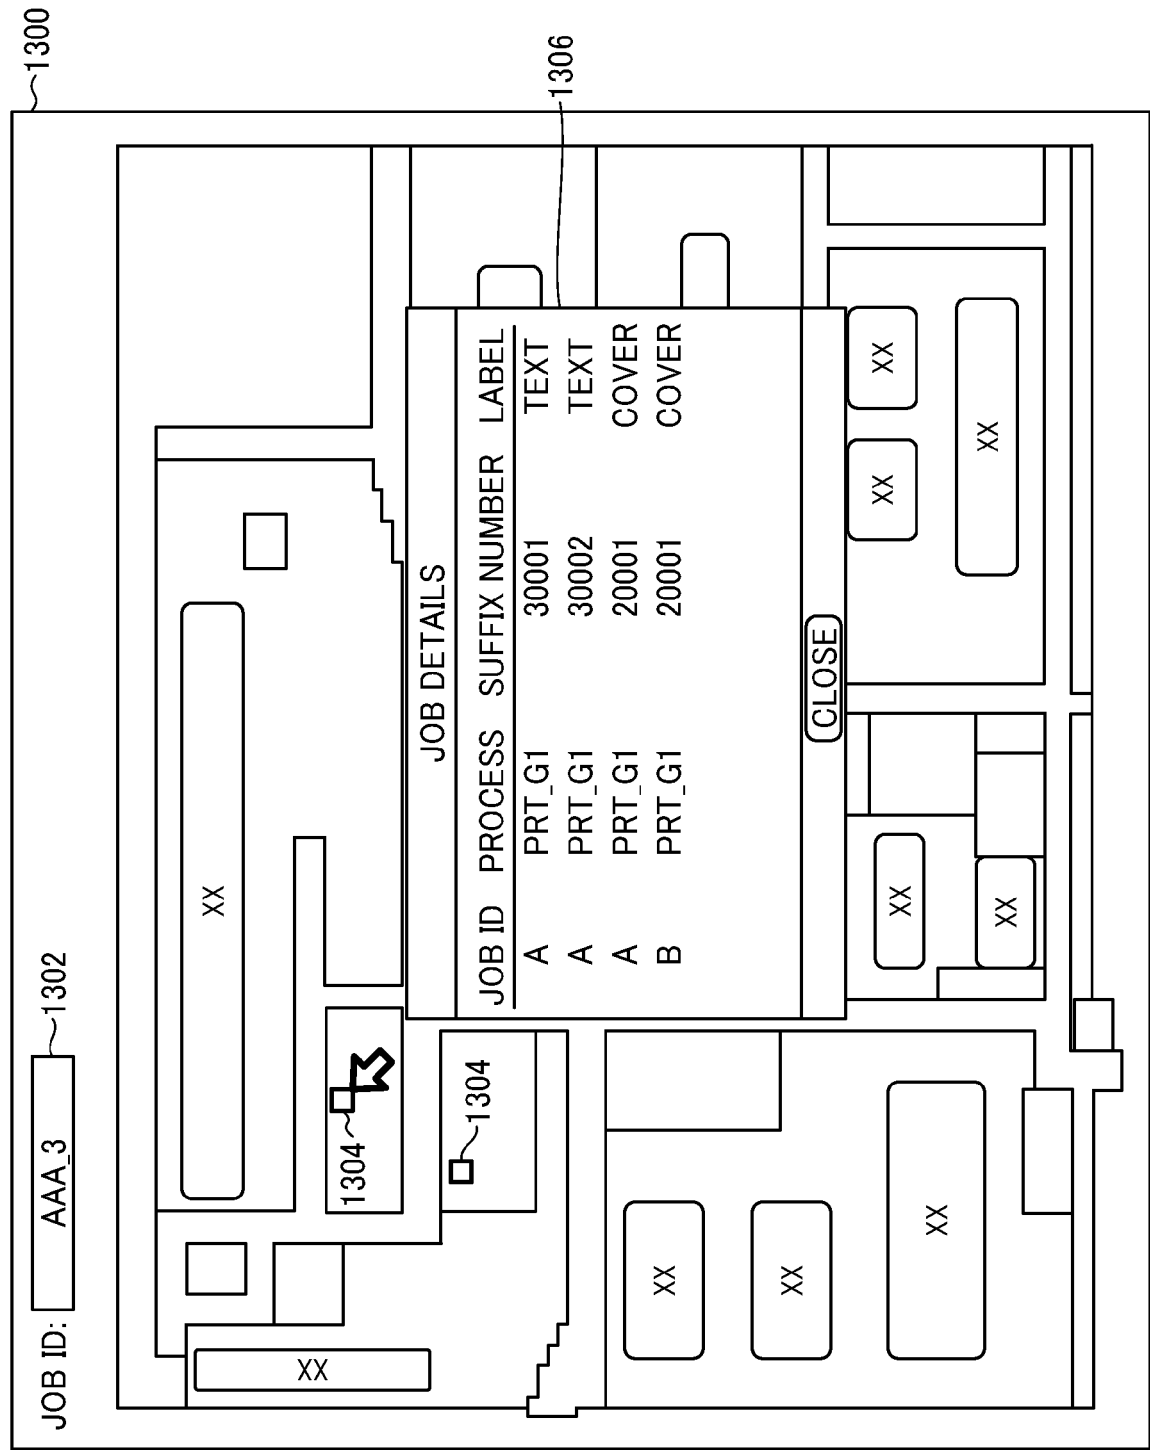 1300
JOB ID: AAA_3 1302
XX
1304
1304
XX
1306
JOB DETAILS
JOB ID PROCESS SUFFIX NUMBER LABEL
A PRT_G1 30001 TEXT
A PRT_G1 30002 TEXT
A PRT_G1 20001 COVER
B PRT_G1 20001 COVER
CLOSE
XX
XX
XX
XX
XX
XX
XX
XX